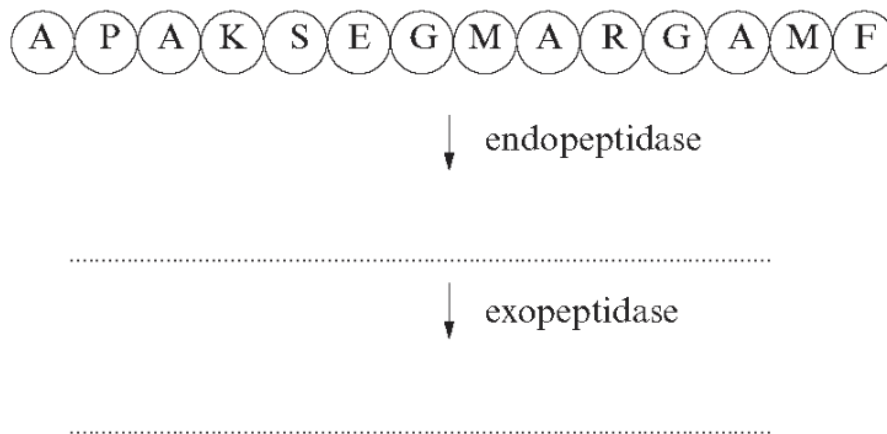 A P A K S E G M A R G A M F
endopeptidase
exopeptidase